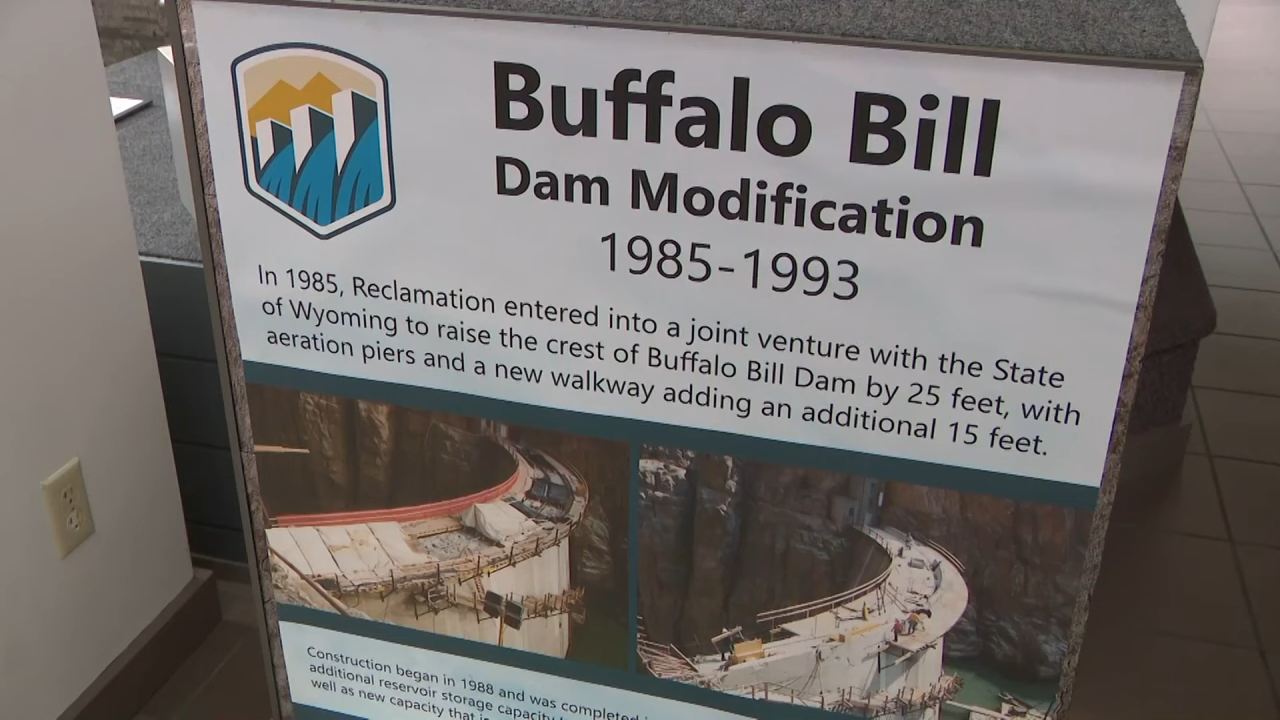 Buffalo Bill
Dam Modification
1985-1993
In 1985, Reclamation entered into a joint venture with the State
of Wyoming to raise the crest of Buffalo Bill Dam by 25 feet, with
aeration piers and a new walkway adding an additional 15 feet.
Construction began in 1988 and was completed
additional reservoir storage capacity
well as new capacity that